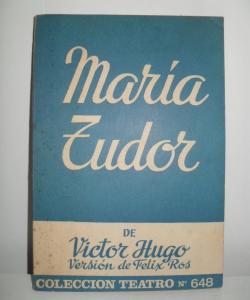 María
Tudor
DE
Victor Hugo
Versión de Felix Ros
COLECCION TEATRO Nº 648